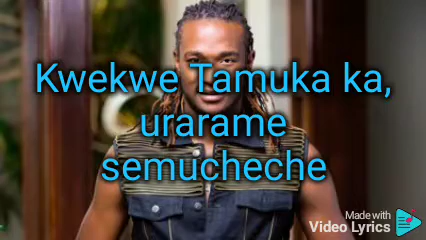 Kwekwe Tamuka ka,
urarame
semucheche
Made with
Video Lyrics